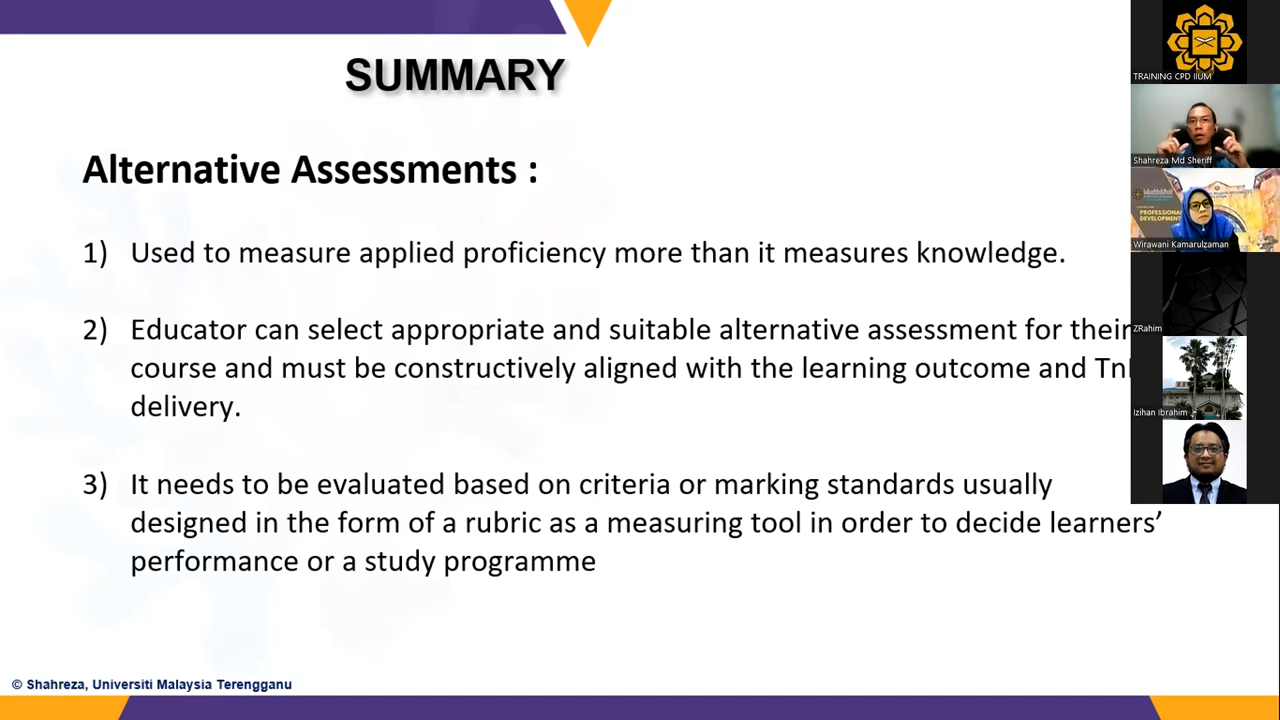 SUMMARY
Alternative Assessments :
1) Used to measure applied proficiency more than it measures knowledge.
2) Educator can select appropriate and suitable alternative assessment for their
course and must be constructively aligned with the learning outcome and
delivery.
3) It needs to be evaluated based on criteria or marking standards usually
designed in the form of a rubric as a measuring tool in order to decide learners’
performance or a study programme
© Shahreza, Universiti Malaysia Terengganu
TRAINING CPD IIUM
Shahreza Md Sheriff
PROFESSIONAL
DEVELOPMENT
Wirawani Kamarulzaman
ZRahim
Izihan Ibrahim